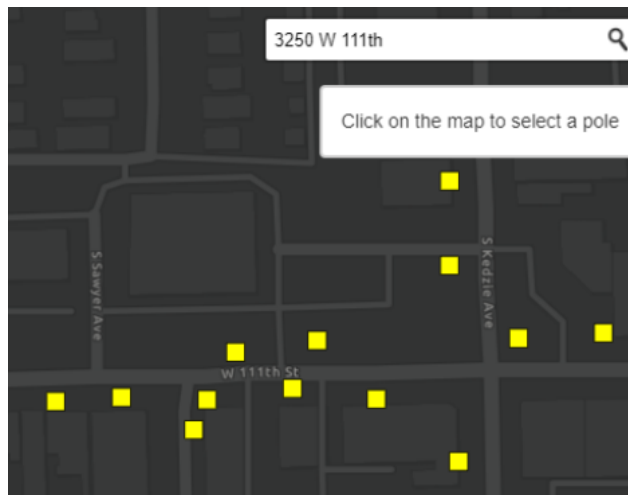 3250 W 111th
Click on the map to select a pole
S Sawyer Ave
S Kedzie Ave
W 111th St